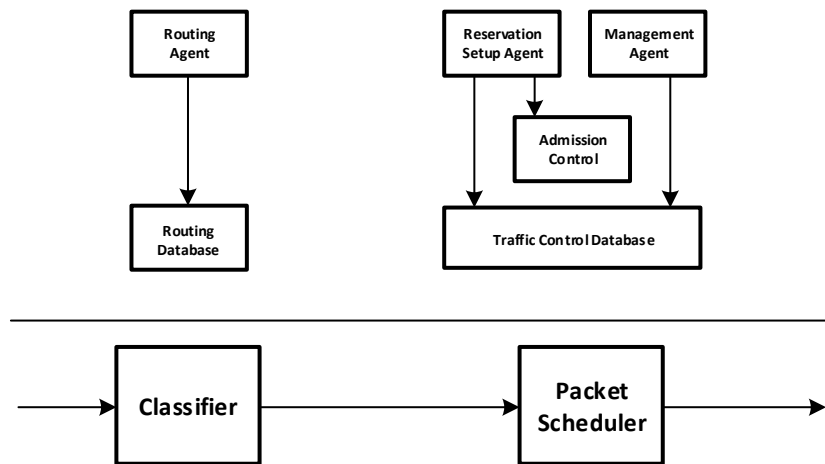 Routing
Agent
Reservation
Setup Agent
Management
Agent
Admission
Control
Routing
Database
Traffic Control Database
Classifier
Packet
Scheduler